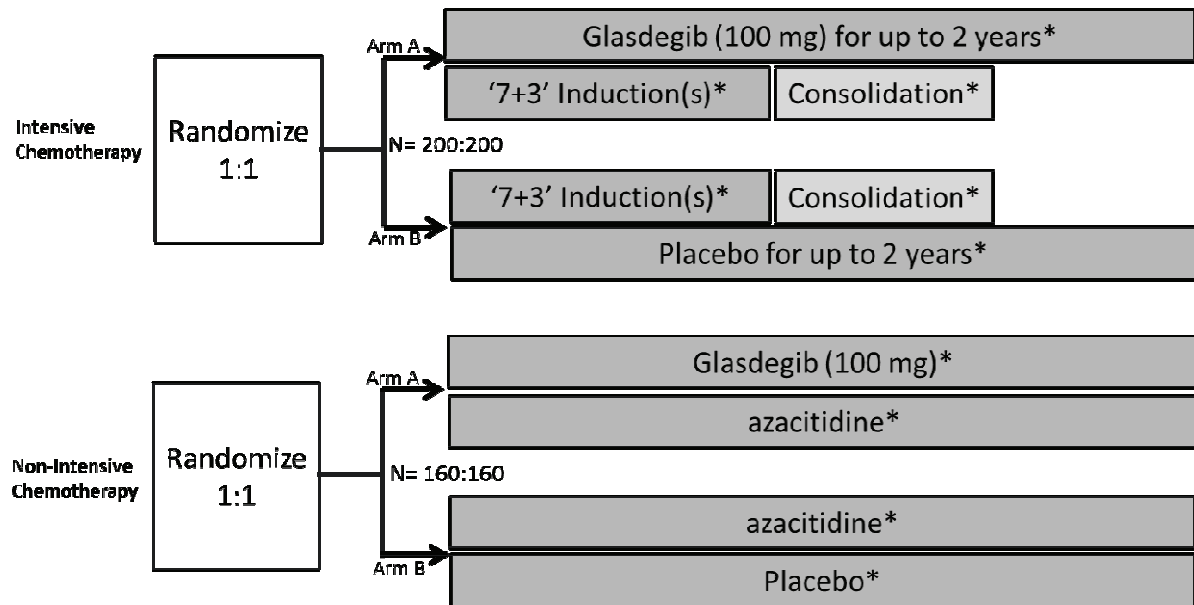 Intensive
Chemotherapy
Randomize
1:1
Arm A
N= 200:200
Arm B
Glasdegib (100 mg) for up to 2 years*
‘7+3’ Induction(s)*
Consolidation*
‘7+3’ Induction(s)*
Consolidation*
Placebo for up to 2 years*
Non-Intensive
Chemotherapy
Randomize
1:1
Arm A
N= 160:160
Arm B
Glasdegib (100 mg)*
azacitidine*
azacitidine*
Placebo*